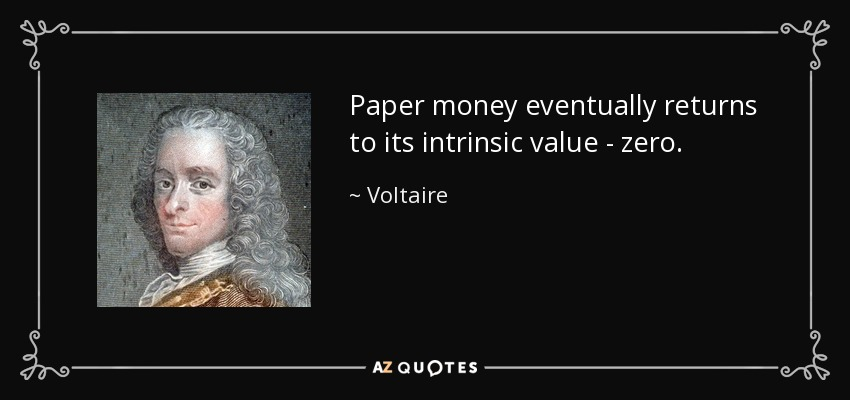 Paper money eventually returns
to its intrinsic value - zero.
~ Voltaire
AZ QUOTES